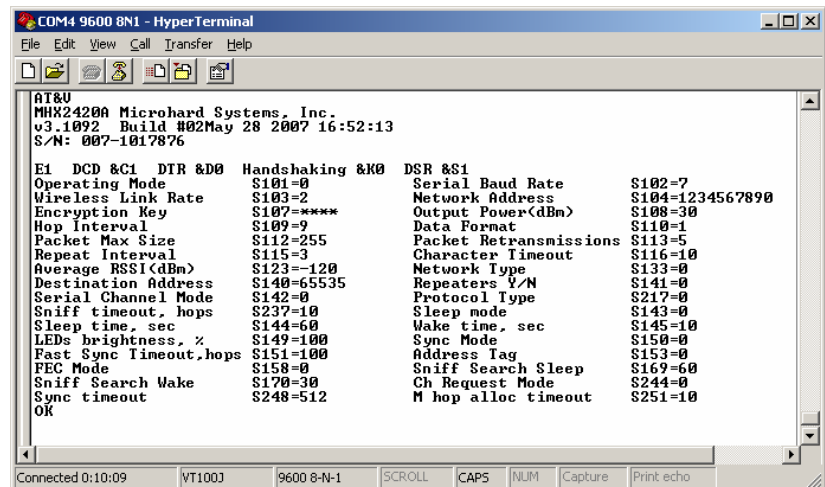 COM4 9600 8N1 - HyperTerminal
File Edit View Call Transfer Help
AT&V
MHX2420A Microhard Systems, Inc.
v3.1092 Build #02May 28 2007 16:52:13
S/N: 007-1017876
E1 DCD &C1 DTR &D0 Handshaking &K0 DSR &S1
Operating Mode S101=0 Serial Baud Rate S102=7
Wireless Link Rate S103=2 Network Address S104=1234567890
Encryption Key S107=**** Output Power(dBm) S108=30
Hop Interval S109=9 Data Format S110=1
Packet Max Size S112=255 Packet Retransmissions S113=5
Repeat Interval S115=3 Character Timeout S116=10
Average RSSI(dBm) S123=-120 Network Type S133=0
Destination Address S140=65535 Repeaters Y/N S141=0
Serial Channel Mode S142=0 Protocol Type S217=0
Sniff timeout, hops S237=10 Sleep mode S143=0
Sleep time, sec S144=60 Wake time, sec S145=10
LEDs brightness, % S149=100 Sync Mode S150=0
Fast Sync Timeout,hops S151=100 Address Tag S153=0
FEC Mode S158=0 Sniff Search Sleep S169=60
Sniff Search Wake S170=30 Ch Request Mode S244=0
Sync timeout S248=512 M hop alloc timeout S251=10
OK
Connected 0:10:09 VT100J 9600 8-N-1 SCROLL CAPS NUM Capture Print echo